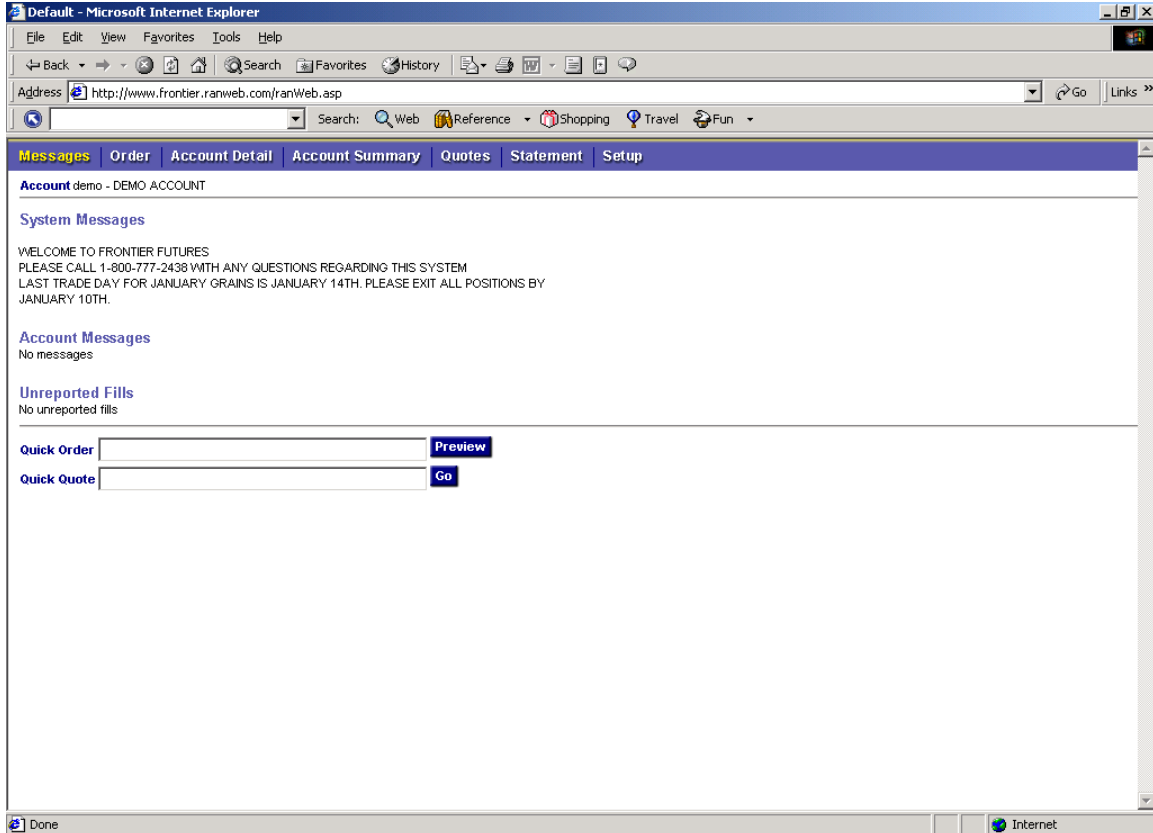 Default - Microsoft Internet Explorer
File Edit View Favorites Tools Help
Back Search Favorites History
Address http://www.frontier.ranweb.com/ranWeb.asp Go Links »
Search: Web Reference Shopping Travel Fun
Messages Order Account Detail Account Summary Quotes Statement Setup
Account demo - DEMO ACCOUNT
System Messages
WELCOME TO FRONTIER FUTURES
PLEASE CALL 1-800-777-2438 WITH ANY QUESTIONS REGARDING THIS SYSTEM
LAST TRADE DAY FOR JANUARY GRAINS IS JANUARY 14TH. PLEASE EXIT ALL POSITIONS BY
JANUARY 10TH.
Account Messages
No messages
Unreported Fills
No unreported fills
Quick Order Preview
Quick Quote Go
Done Internet